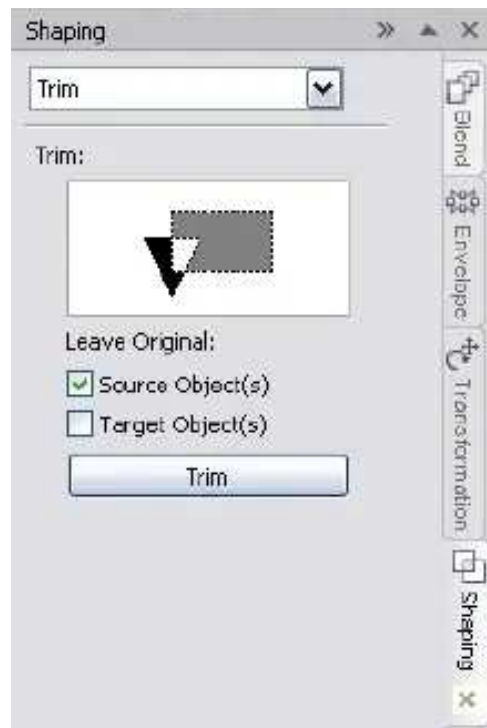 Shaping
Trim
Trim:
Leave Original:
Source Object(s)
Target Object(s)
Trim
Blend
Envelope
Transformation
Shaping